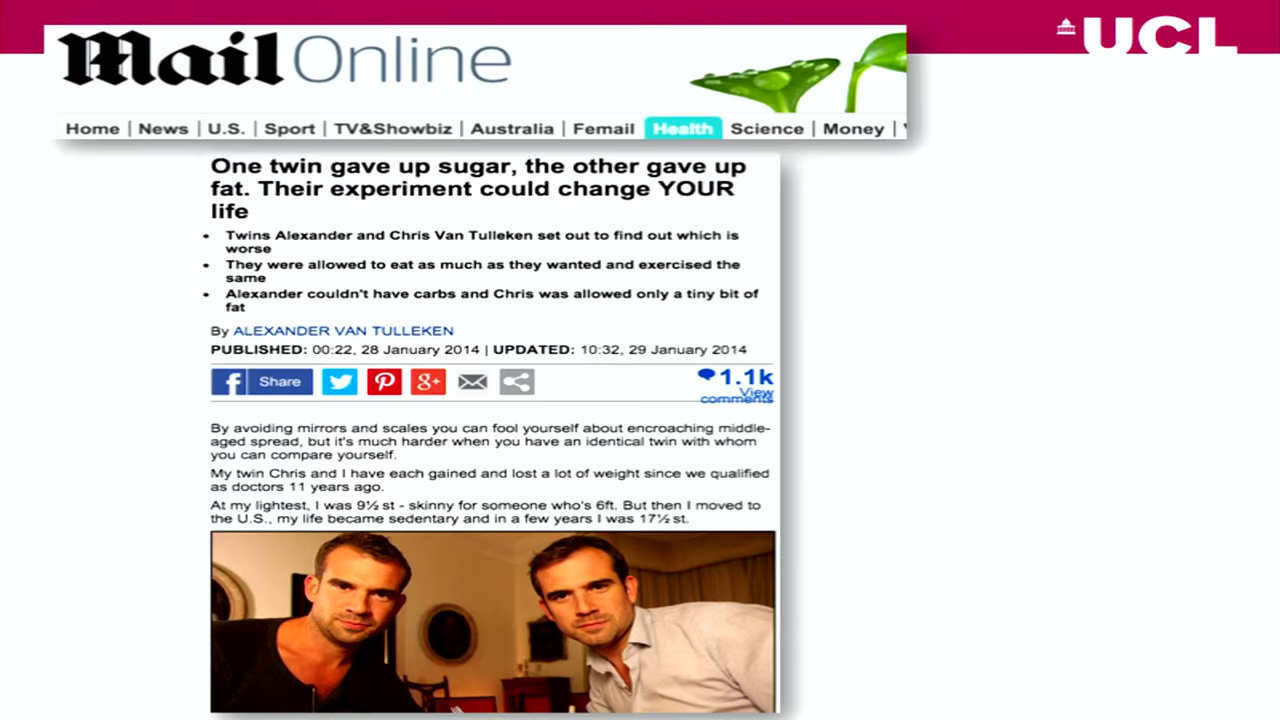 UCL
Mail Online
Home | News | U.S. | Sport | TV&Showbiz | Australia | Femail | Health | Science | Money |
One twin gave up sugar, the other gave up
fat. Their experiment could change YOUR
life
• Twins Alexander and Chris Van Tulleken set out to find out which is
worse
• They were allowed to eat as much as they wanted and exercised the
same
• Alexander couldn't have carbs and Chris was allowed only a tiny bit of
fat
By ALEXANDER VAN TULLEKEN
PUBLISHED: 00:22, 28 January 2014 | UPDATED: 10:32, 29 January 2014
f Share g+ 1.1k
View
comments
By avoiding mirrors and scales you can fool yourself about encroaching middle-
aged spread, but it's much harder when you have an identical twin with whom
you can compare yourself.
My twin Chris and I have each gained and lost a lot of weight since we qualified
as doctors 11 years ago.
At my lightest, I was 9½ st - skinny for someone who's 6ft. But then I moved to
the U.S., my life became sedentary and in a few years I was 17½ st.